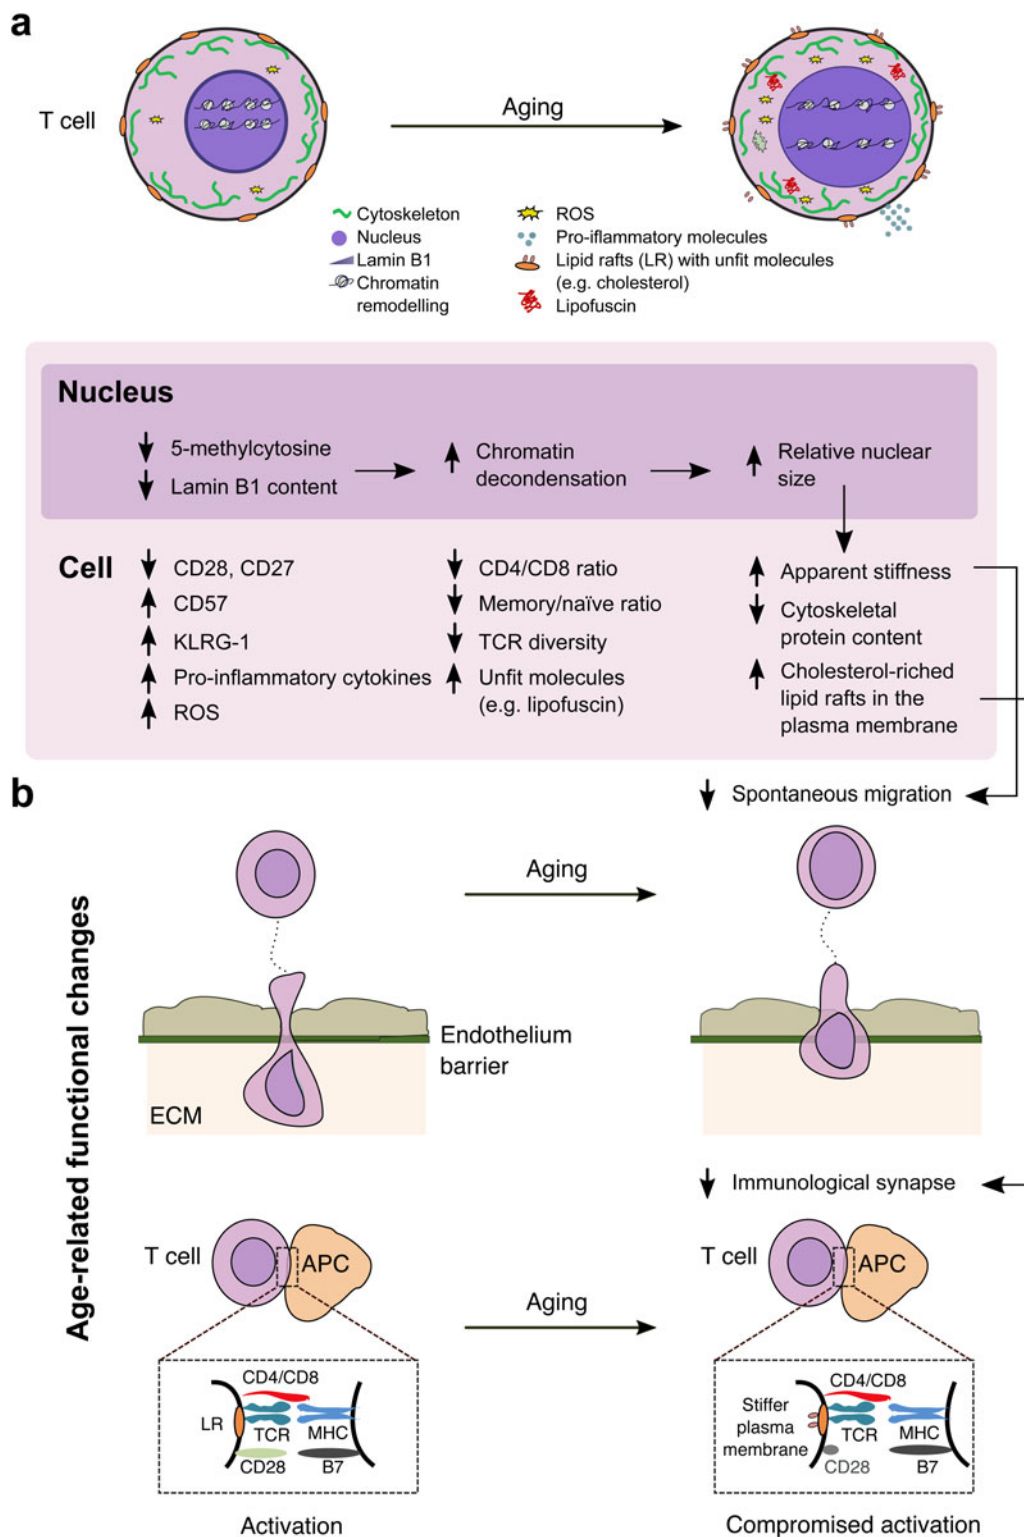 a
T cell
Aging
Cytoskeleton
Nucleus
Lamin B1
Chromatin
remodelling
ROS
Pro-iflammatory molecules
Lipid rafts (LR) with unfit molecules
(e.g. cholesterol)
Lipofuscin
Nucleus
5-methylcytosine
Lamin B1 content
Chromatin
decondensation
Relative nuclear
size
Cell
CD28, CD27
CD57
KLRG-1
Pro-inflammatory cytokines
ROS
CD4/CD8 ratio
Memory/naïve ratio
TCR diversity
Unfit molecules
(e.g. lipofuscin)
Apparent stiffness
Cytoskeletal
protein content
Cholesterol-riched
lipid rafts in the
plasma membrane
b
Age-related functional changes
Spontaneous migration
Aging
Endothelium
barrier
ECM
Immunological synapse
T cell
APC
Aging
T cell
APC
CD4/CD8
LR
TCR
MHC
CD28
B7
Activation
CD4/CD8
Stiffer
plasma
membrane
TCR
MHC
CD28
B7
Compromised activation